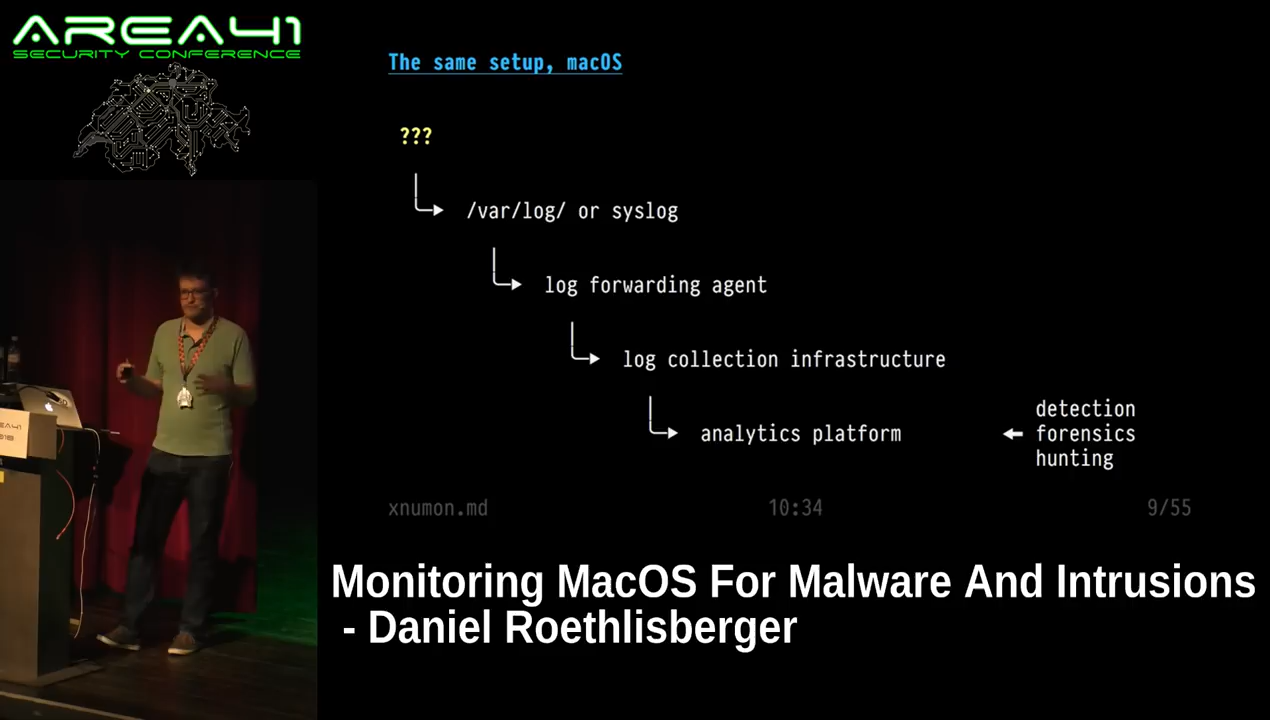 AREA41
SECURITY CONFERENCE
The same setup, macOS
???
/var/log/ or syslog
log forwarding agent
log collection infrastructure
analytics platform
detection
forensics
hunting
xnumon.md
10:34
9/55
Monitoring MacOS For Malware And Intrusions
- Daniel Roethlisberger